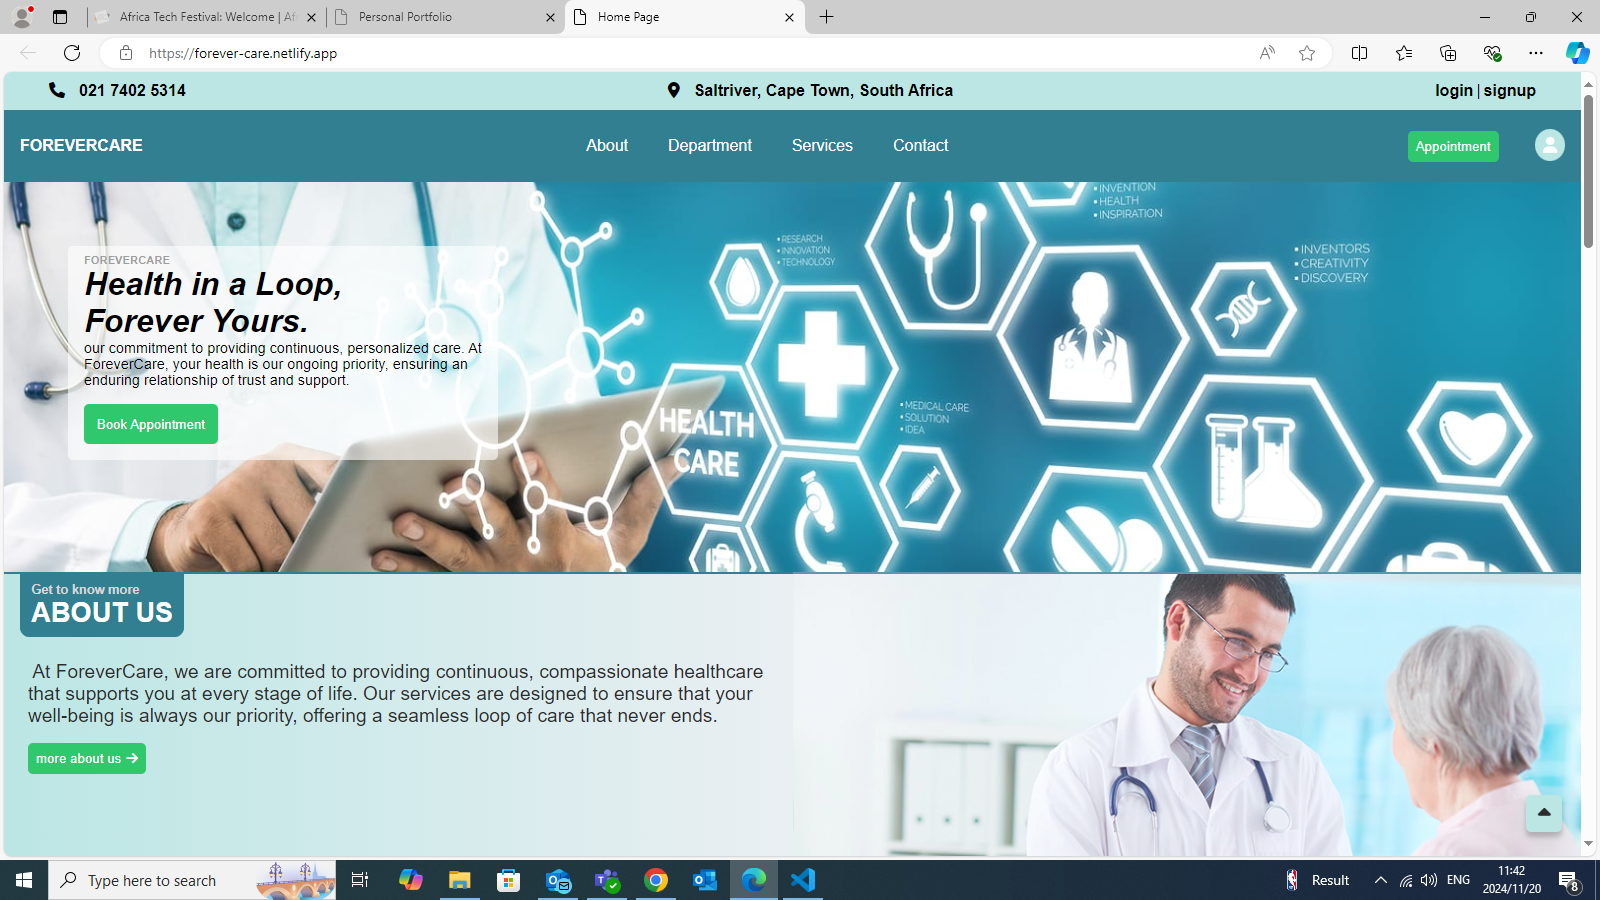 Africa Tech Festival: Welcome | Af
Personal Portfolio
Home Page
https://forever-care.netlify.app
021 7402 5314
Saltriver, Cape Town, South Africa
login | signup
FOREVERCARE
About
Department
Services
Contact
Appointment
INVENTION
HEALTH
INSPIRATION
RESEARCH
INNOVATION
TECHNOLOGY
INVENTORS
CREATIVITY
DISCOVERY
FOREVERCARE
Health in a Loop,
Forever Yours.
our commitment to providing continuous, personalized care. At
ForeverCare, your health is our ongoing priority, ensuring an
enduring relationship of trust and support.
Book Appointment
HEALTH
CARE
MEDICAL CARE
SOLUTION
IDEA
Get to know more
ABOUT US
At ForeverCare, we are committed to providing continuous, compassionate healthcare
that supports you at every stage of life. Our services are designed to ensure that your
well-being is always our priority, offering a seamless loop of care that never ends.
more about us
Type here to search
Result
ENG
11:42
2024/11/20
8